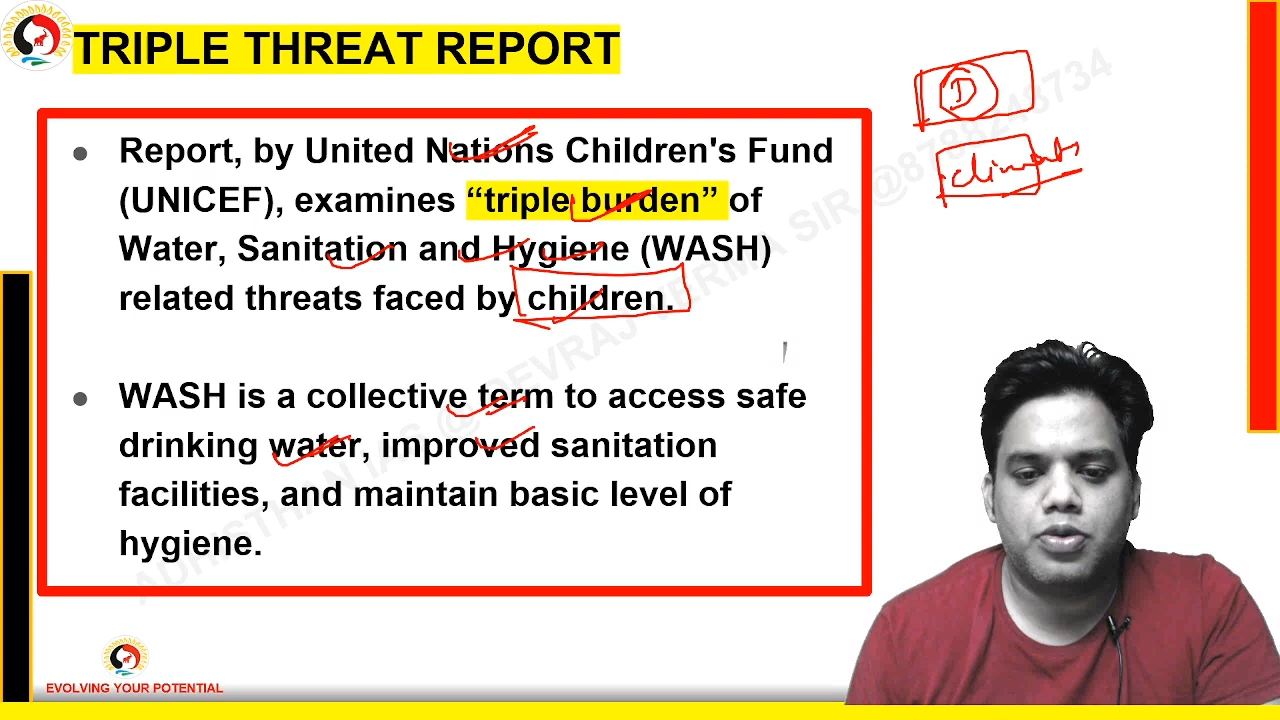 TRIPLE THREAT REPORT
D
climate
Report, by United Nations Children's Fund
(UNICEF), examines “triple burden” of
Water, Sanitation and Hygiene (WASH)
related threats faced by children.
WASH is a collective term to access safe
drinking water, improved sanitation
facilities, and maintain basic level of
hygiene.
EVOLVING YOUR POTENTIAL